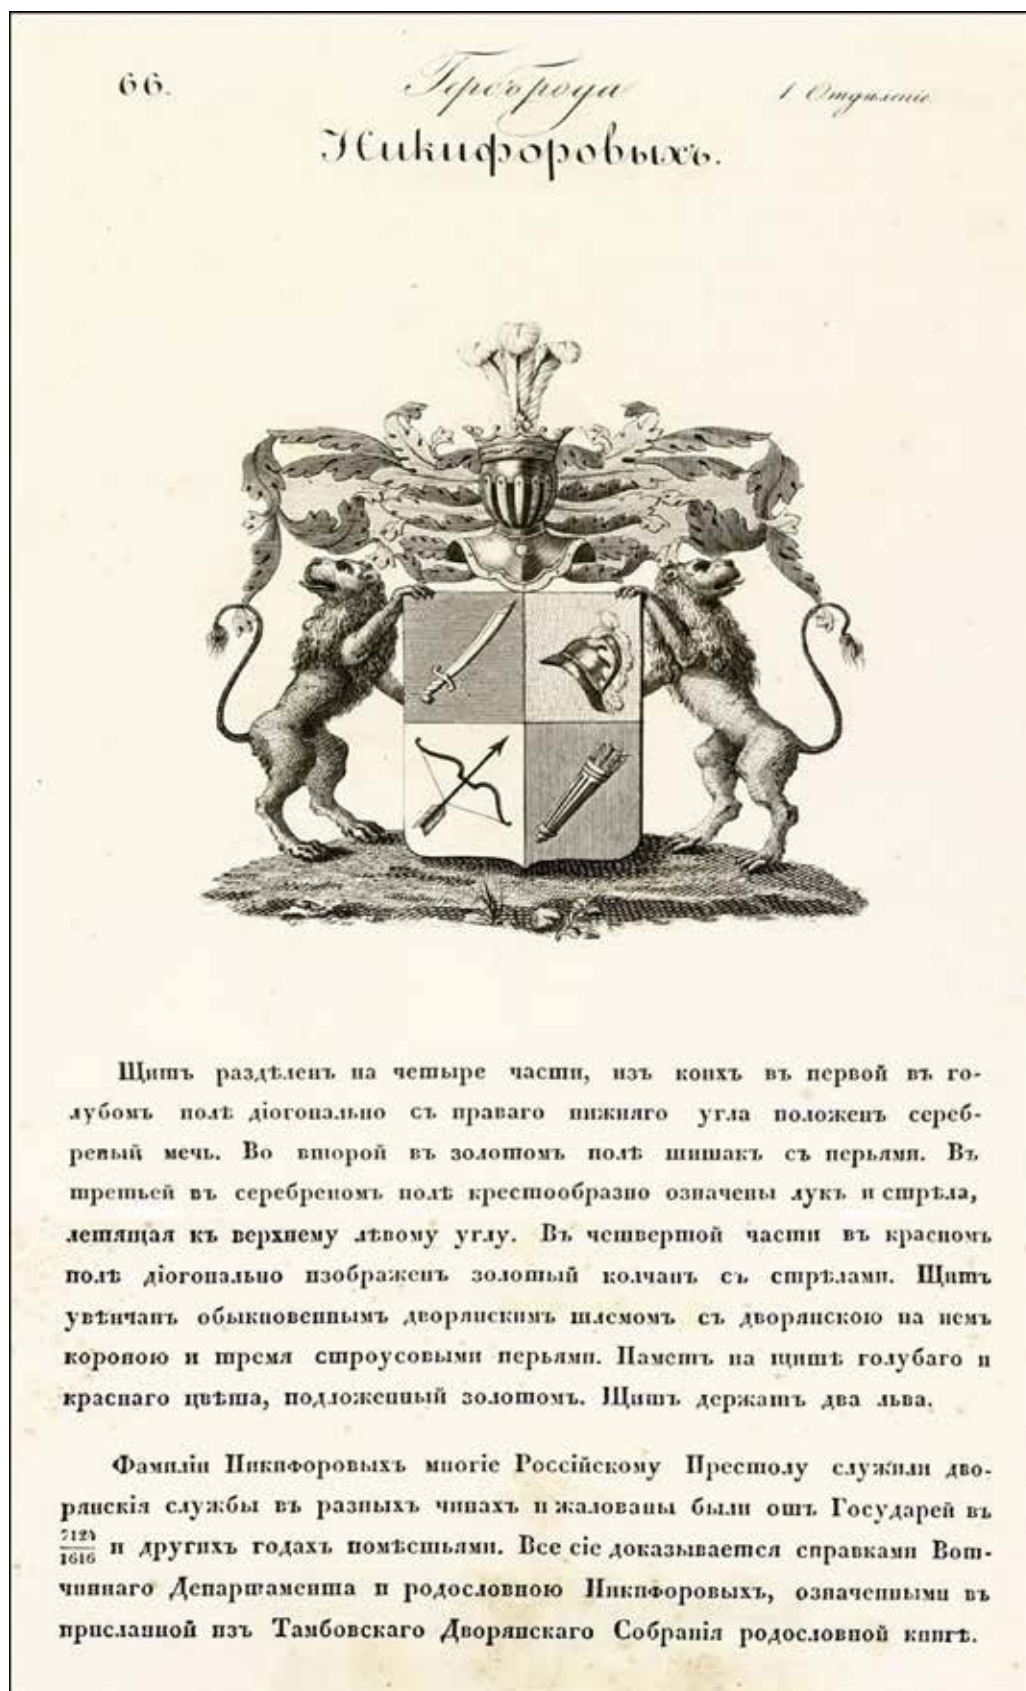 66.
Гербъ рода
1 Отдѣленіе.
Никифоровыхъ.
Щитъ раздѣленъ на четыре части, изъ коихъ въ первой въ го-
лубомъ полѣ діогонально съ праваго нижняго угла положенъ сереб-
реный мечь. Во второй въ золотомъ полѣ шишакъ съ перьями. Въ
третьей въ серебреномъ полѣ крестообразно означены лукъ и стрѣла,
летящая къ верхнему лѣвому углу. Въ четвертой части въ красномъ
полѣ діогонально изображенъ золотый колчанъ съ стрѣлами. Щитъ
увѣнчанъ обыкновеннымъ дворянскимъ шлемомъ съ дворянскою на немъ
короною и тремя строусовыми перьями. Наметъ на щитѣ голубаго и
краснаго цвѣта, подложенный золотомъ. Щитъ держатъ два льва.
Фамиліи Никифоровыхъ многіе Россійскому Престолу служили дво-
рянскія службы въ разныхъ чинахъ и жалованы были отъ Государей въ
7124/1616 и другихъ годахъ помѣстьями. Все сіе доказывается справками Вот-
чиннаго Департамента и родословною Никифоровыхъ, означенными въ
присланной изъ Тамбовскаго Дворянскаго Собранія родословной книгѣ.